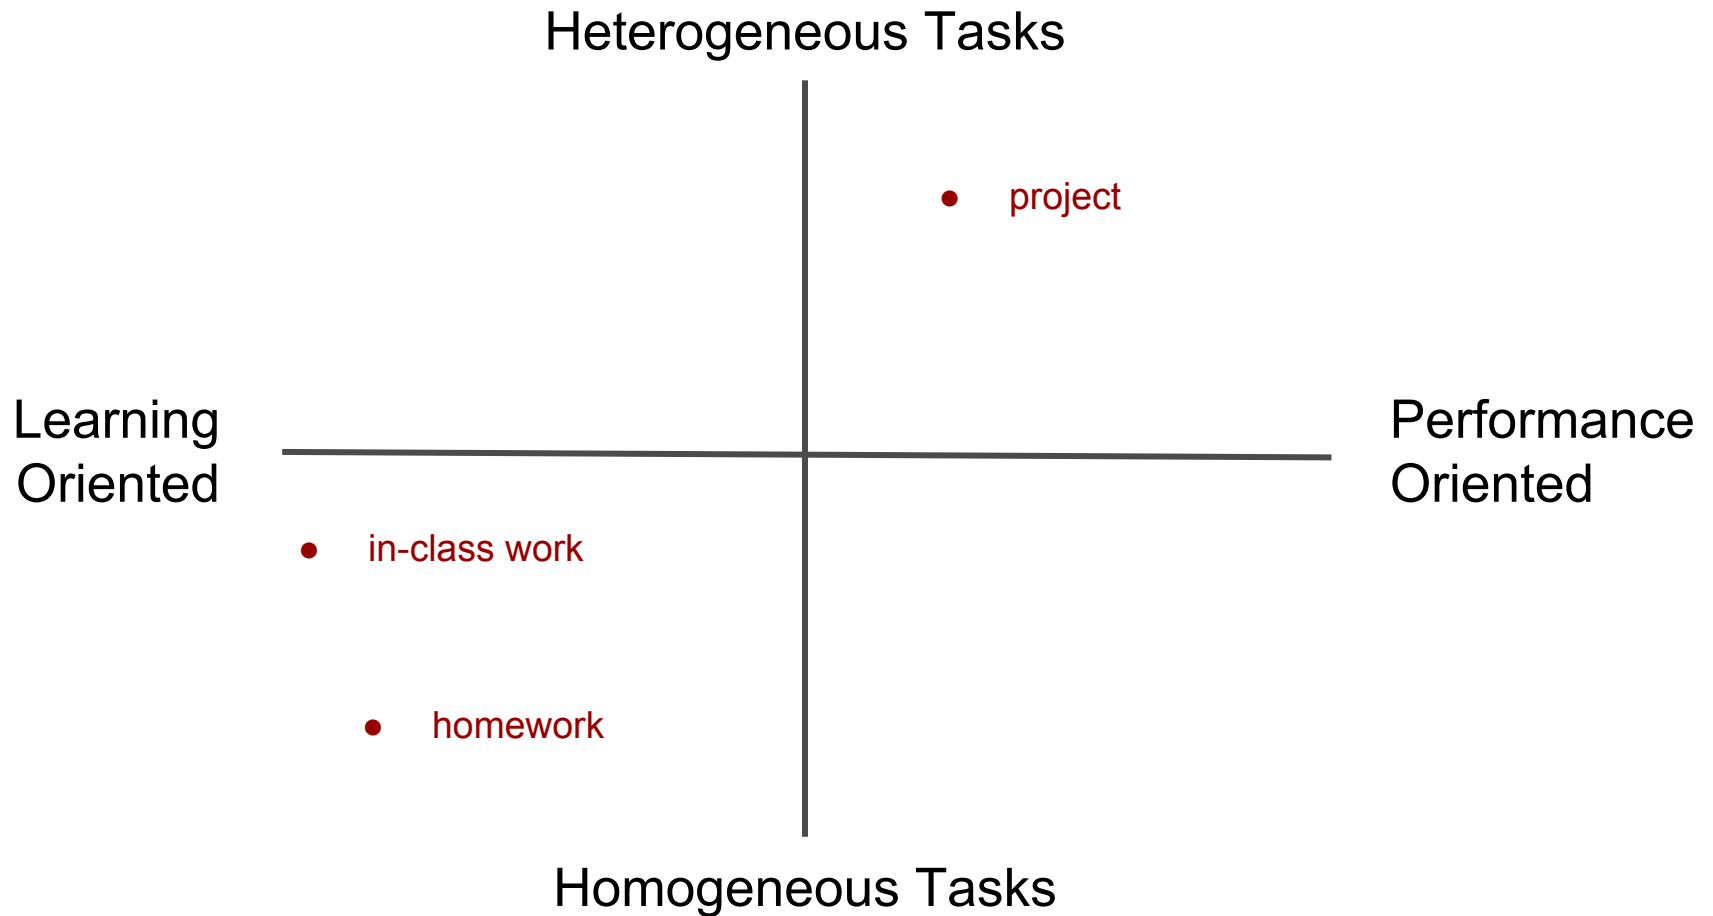 Heterogeneous Tasks
project
Learning
Oriented
Performance
Oriented
in-class work
homework
Homogeneous Tasks